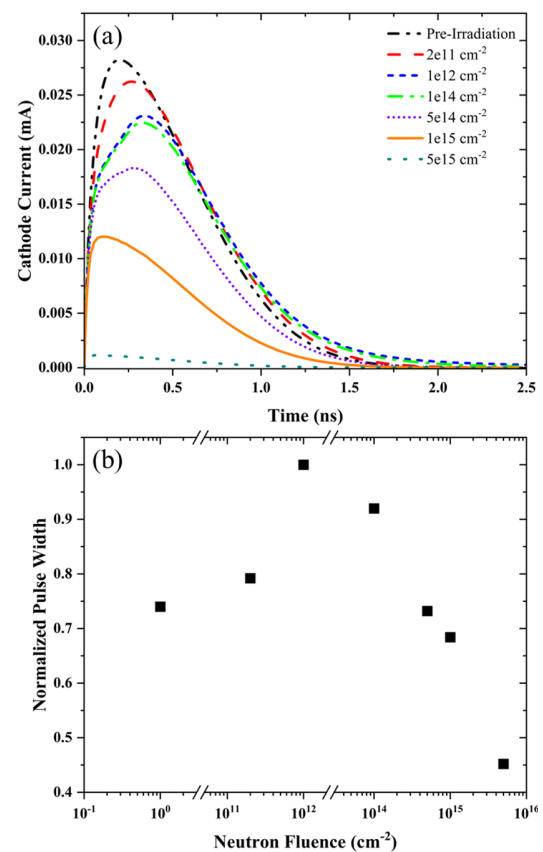 (a)
Pre-Irradiation
2e11 cm⁻²
1e12 cm⁻²
1e14 cm⁻²
5e14 cm⁻²
1e15 cm⁻²
5e15 cm⁻²
Cathode Current (mA)
0.030
0.025
0.020
0.015
0.010
0.005
0.000
0.0 0.5 1.0 1.5 2.0 2.5
Time (ns)
(b)
Normalized Pulse Width
1.0
0.9
0.8
0.7
0.6
0.5
0.4
10⁻¹ 10⁰ 10¹¹ 10¹² 10¹⁴ 10¹⁵ 10¹⁶
Neutron Fluence (cm⁻²)